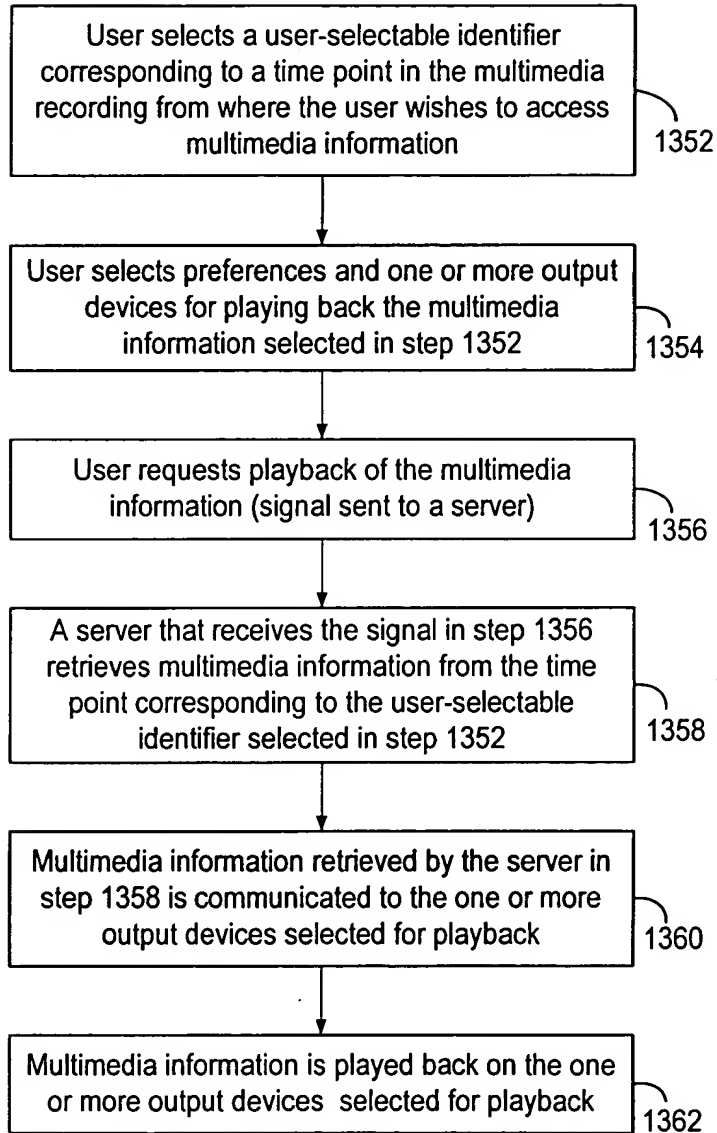 User selects a user-selectable identifier
corresponding to a time point in the multimedia
recording from where the user wishes to access
multimedia information
1352
User selects preferences and one or more output
devices for playing back the multimedia
information selected in step 1352
1354
User requests playback of the multimedia
information (signal sent to a server)
1356
A server that receives the signal in step 1356
retrieves multimedia information from the time
point corresponding to the user-selectable
identifier selected in step 1352
1358
Multimedia information retrieved by the server in
step 1358 is communicated to the one or more
output devices selected for playback
1360
Multimedia information is played back on the one
or more output devices selected for playback
1362